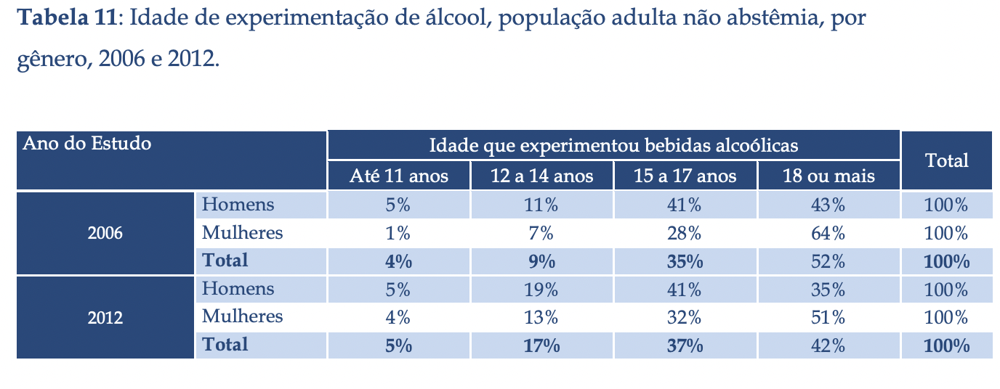 Tabela 11: Idade de experimentação de álcool, população adulta não abstêmia, por
gênero, 2006 e 2012.
Ano do Estudo Idade que experimentou bebidas alcoólicas Total
Até 11 anos 12 a 14 anos 15 a 17 anos 18 ou mais
2006 Homens 5% 11% 41% 43% 100%
Mulheres 1% 7% 28% 64% 100%
Total 4% 9% 35% 52% 100%
2012 Homens 5% 19% 41% 35% 100%
Mulheres 4% 13% 32% 51% 100%
Total 5% 17% 37% 42% 100%